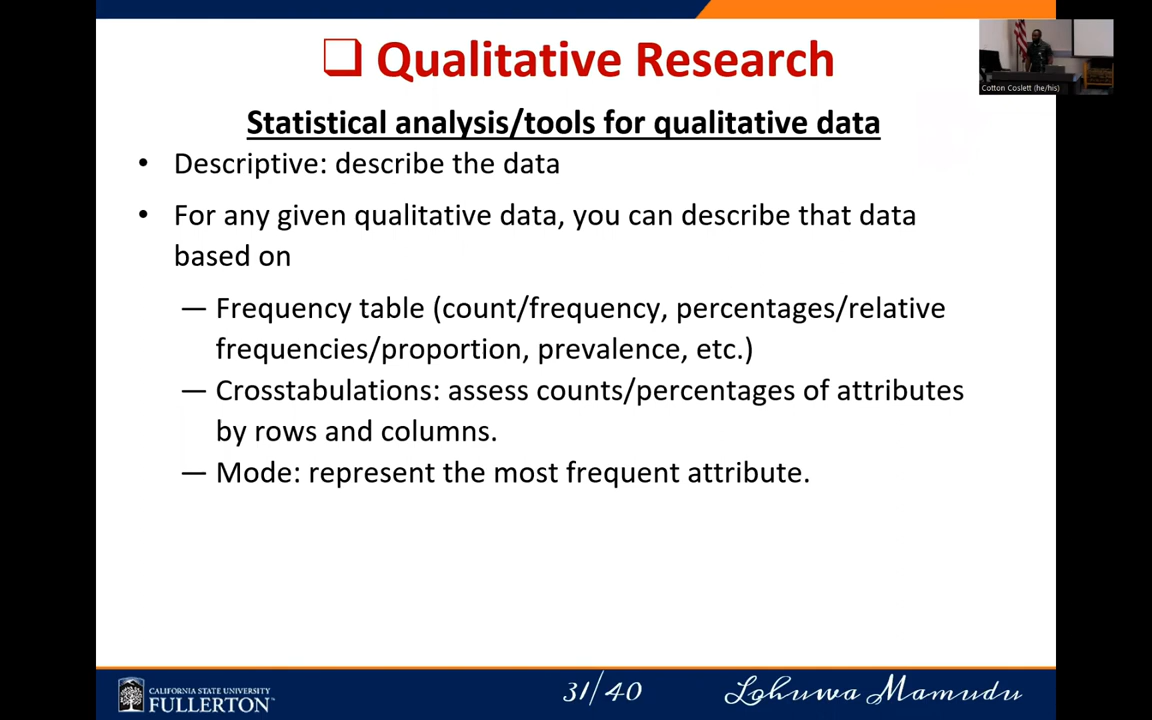 ❑ Qualitative Research
Cotton Coslett (he/his)
Statistical analysis/tools for qualitative data
• Descriptive: describe the data
• For any given qualitative data, you can describe that data
based on
— Frequency table (count/frequency, percentages/relative
frequencies/proportion, prevalence, etc.)
— Crosstabulations: assess counts/percentages of attributes
by rows and columns.
— Mode: represent the most frequent attribute.
CALIFORNIA STATE UNIVERSITY
FULLERTON
31/40
Lohuwa Mamudu